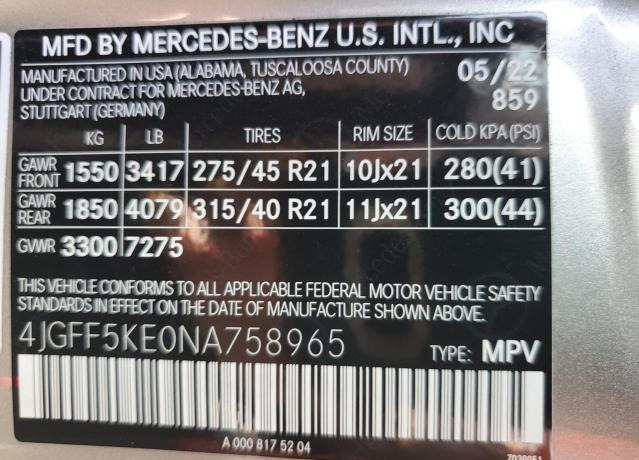 MFD BY MERCEDES-BENZ U.S. INTL., INC
MANUFACTURED IN USA (ALABAMA, TUSCALOOSA COUNTY) 05/22
UNDER CONTRACT FOR MERCEDES-BENZ AG, 859
STUTTGART (GERMANY)
KG LB TIRES RIM SIZE COLD KPA (PSI)
GAWR FRONT 1550 3417 275/45 R21 10Jx21 280(41)
GAWR REAR 1850 4079 315/40 R21 11Jx21 300(44)
GVWR 3300 7275
THIS VEHICLE CONFORMS TO ALL APPLICABLE FEDERAL MOTOR VEHICLE SAFETY
STANDARDS IN EFFECT ON THE DATE OF MANUFACTURE SHOWN ABOVE.
4JGFF5KE0NA758965 TYPE: MPV
A 000 817 52 04